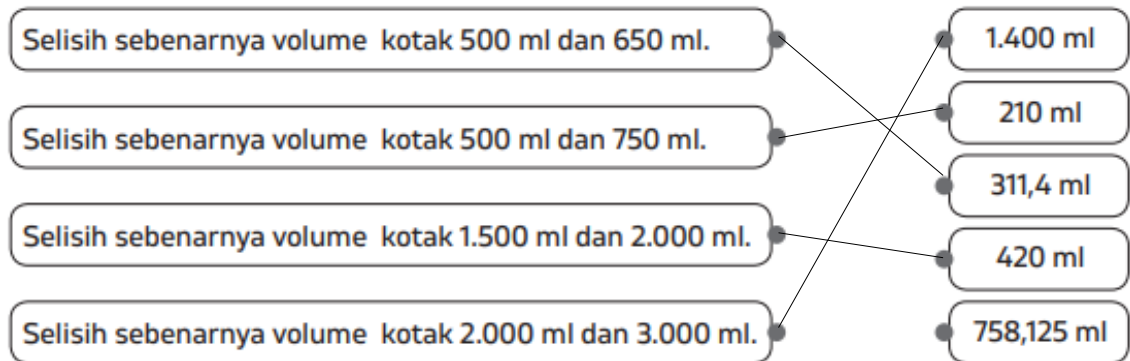 Selisih sebenarnya volume kotak 500 ml dan 650 ml.
1.400 ml
210 ml
Selisih sebenarnya volume kotak 500 ml dan 750 ml.
311,4 ml
Selisih sebenarnya volume kotak 1.500 ml dan 2.000 ml.
420 ml
Selisih sebenarnya volume kotak 2.000 ml dan 3.000 ml.
758,125 ml